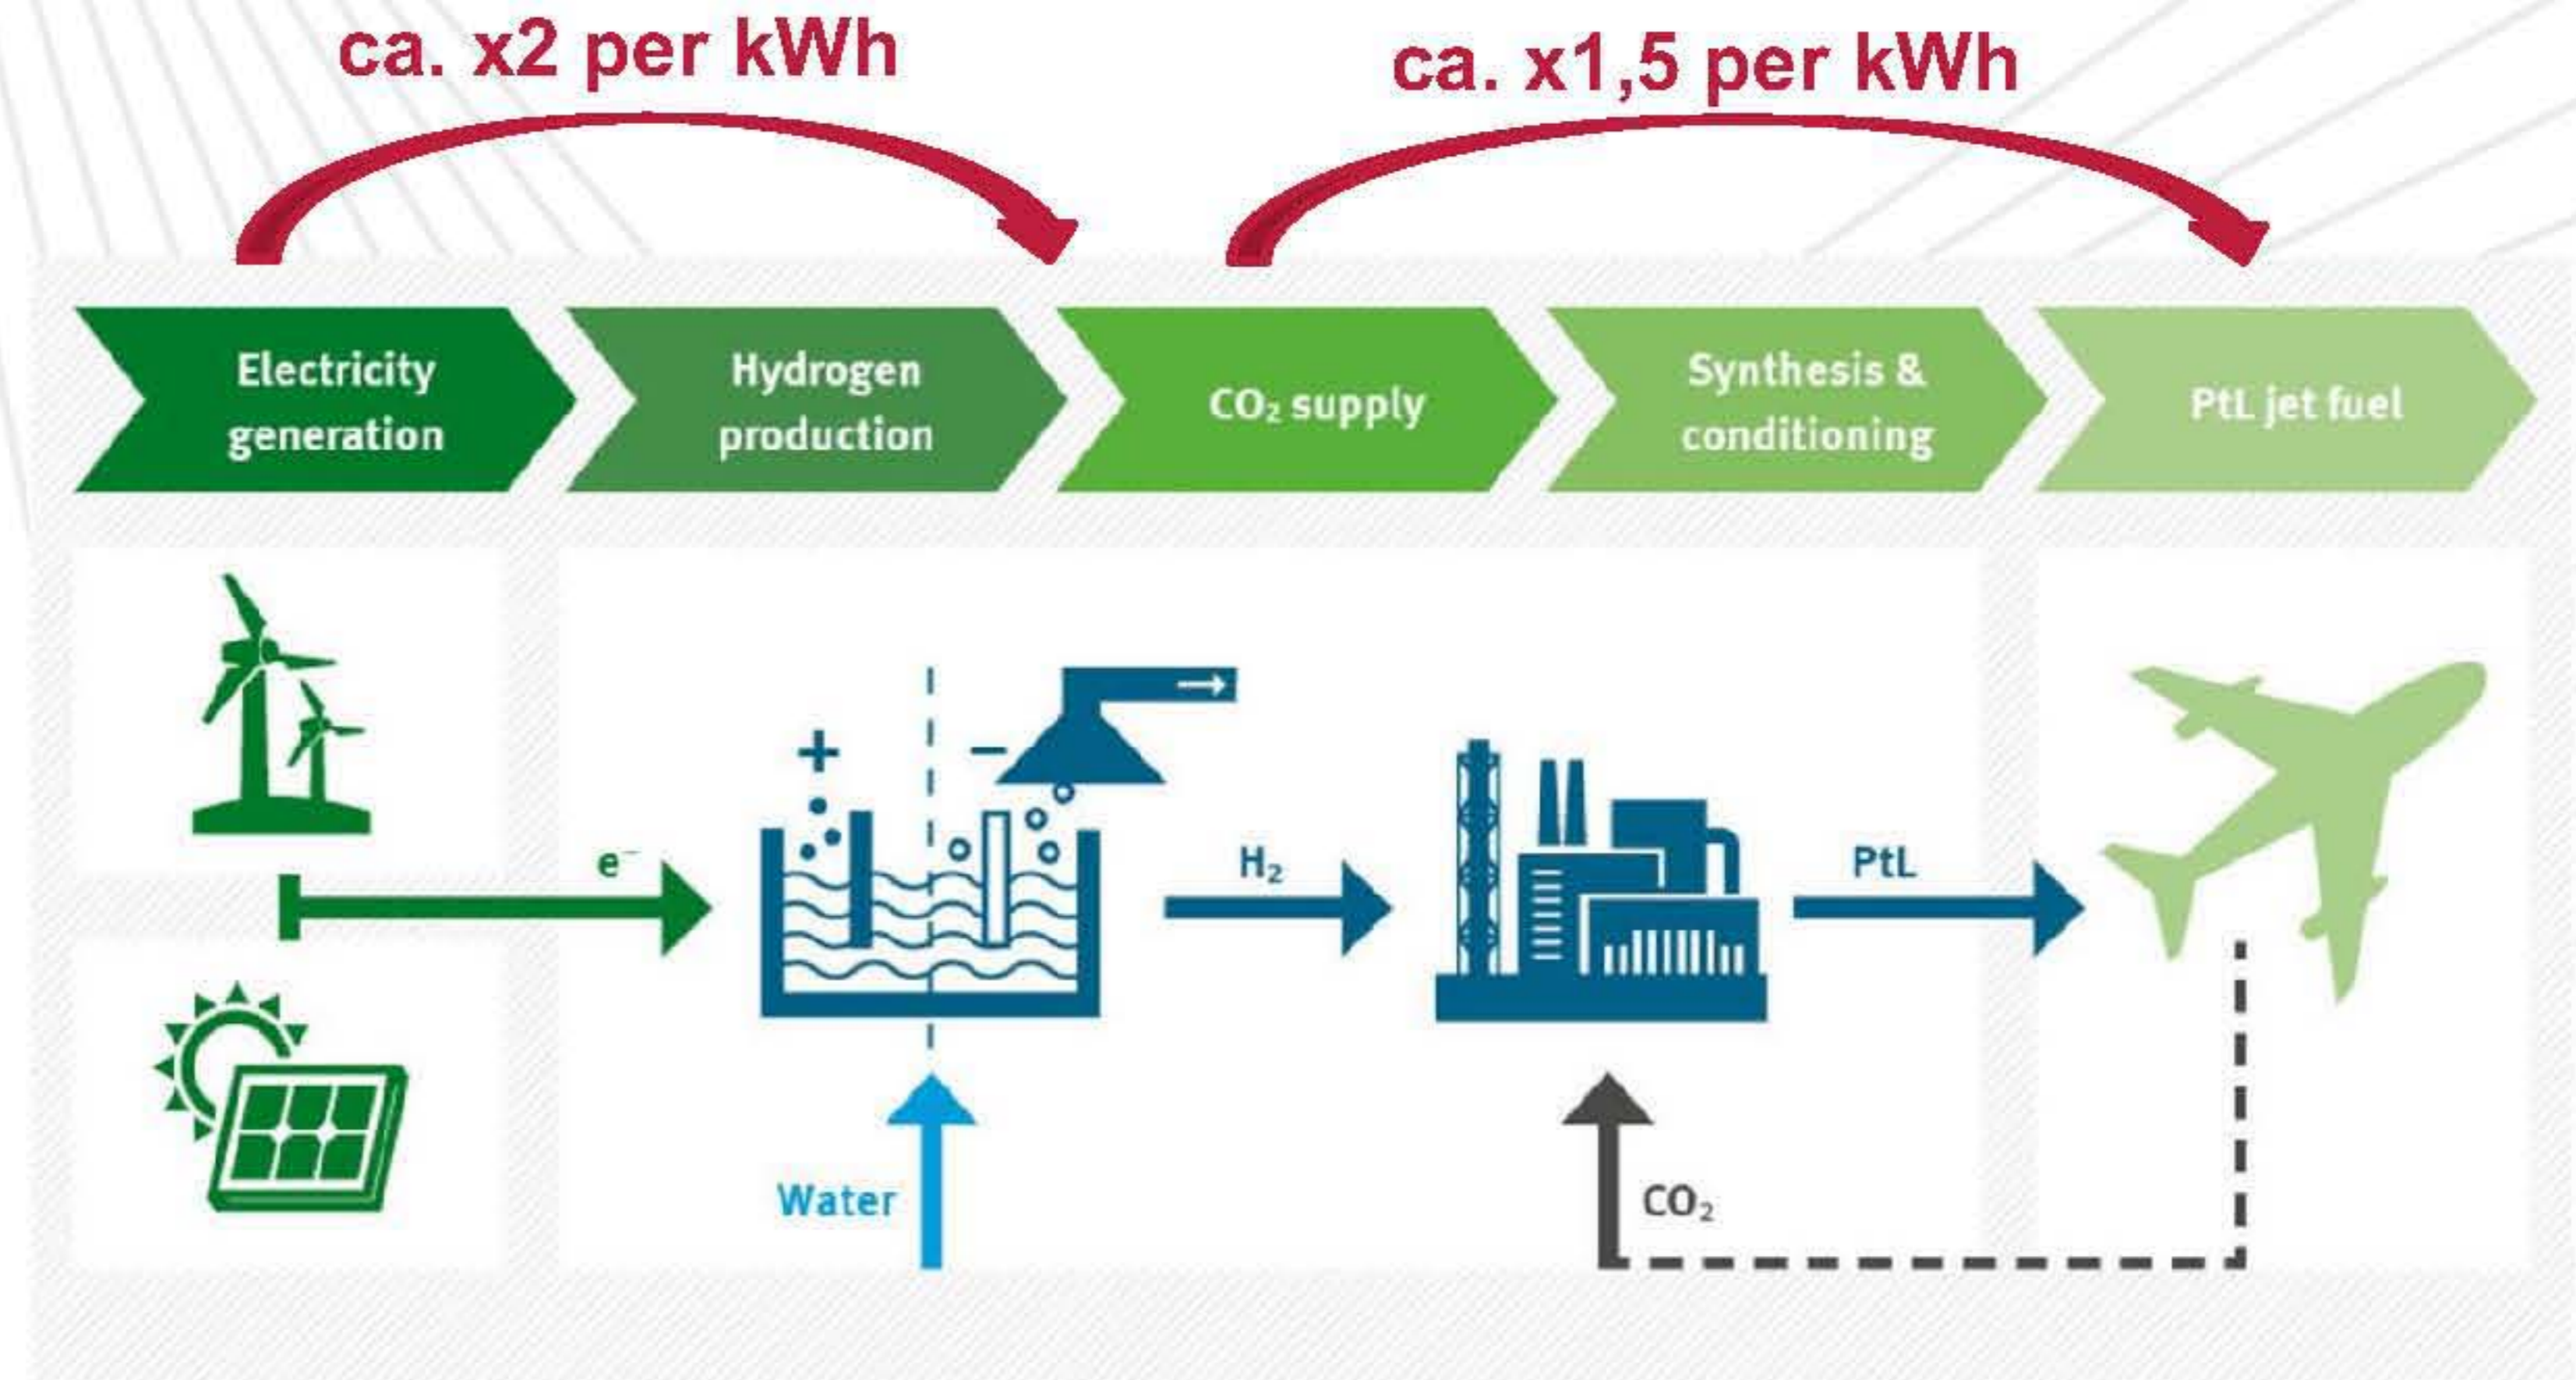 ca. x2 per kWh
ca. x1,5 per kWh
Electricity
generation
Hydrogen
production
CO₂ supply
Synthesis &
conditioning
PtL jet fuel
+
−
e⁻
H₂
PtL
Water
CO₂